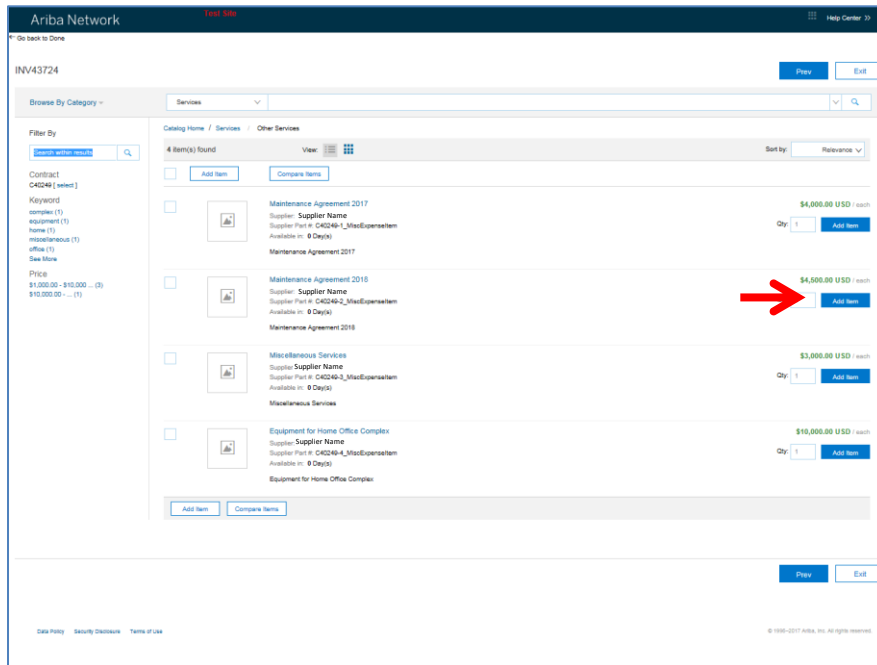 Ariba Network
Test Site
Help Center >>
← Go back to Done
INV43724
Prev
Exit
Browse By Category
Services
Filter By
Search within results
Contract
C40249 [ select ]
Keyword
complex (1)
equipment (1)
home (1)
miscellaneous (1)
office (1)
See More
Price
$1,000.00 - $10,000 ... (3)
$10,000.00 - ... (1)
Catalog Home / Services / Other Services
4 item(s) found
View:
Sort by:
Relevance
Add Item
Compare Items
Maintenance Agreement 2017
Supplier: Supplier Name
Supplier Part #: C40249-1_MiscExpenseItem
Available in: 0 Day(s)
Maintenance Agreement 2017
$4,000.00 USD / each
Qty: 1
Add Item
Maintenance Agreement 2018
Supplier: Supplier Name
Supplier Part #: C40249-2_MiscExpenseItem
Available in: 0 Day(s)
Maintenance Agreement 2018
$4,500.00 USD / each
Add Item
Miscellaneous Services
Supplier Supplier Name
Supplier Part #: C40249-3_MiscExpenseItem
Available in: 0 Day(s)
Miscellaneous Services
$3,000.00 USD / each
Qty: 1
Add Item
Equipment for Home Office Complex
Supplier: Supplier Name
Supplier Part #: C40249-4_MiscExpenseItem
Available in: 0 Day(s)
Equipment for Home Office Complex
$10,000.00 USD / each
Qty: 1
Add Item
Add Item
Compare Items
Prev
Exit
Data Policy Security Disclosure Terms of Use
© 1996-2017 Ariba, Inc. All rights reserved.